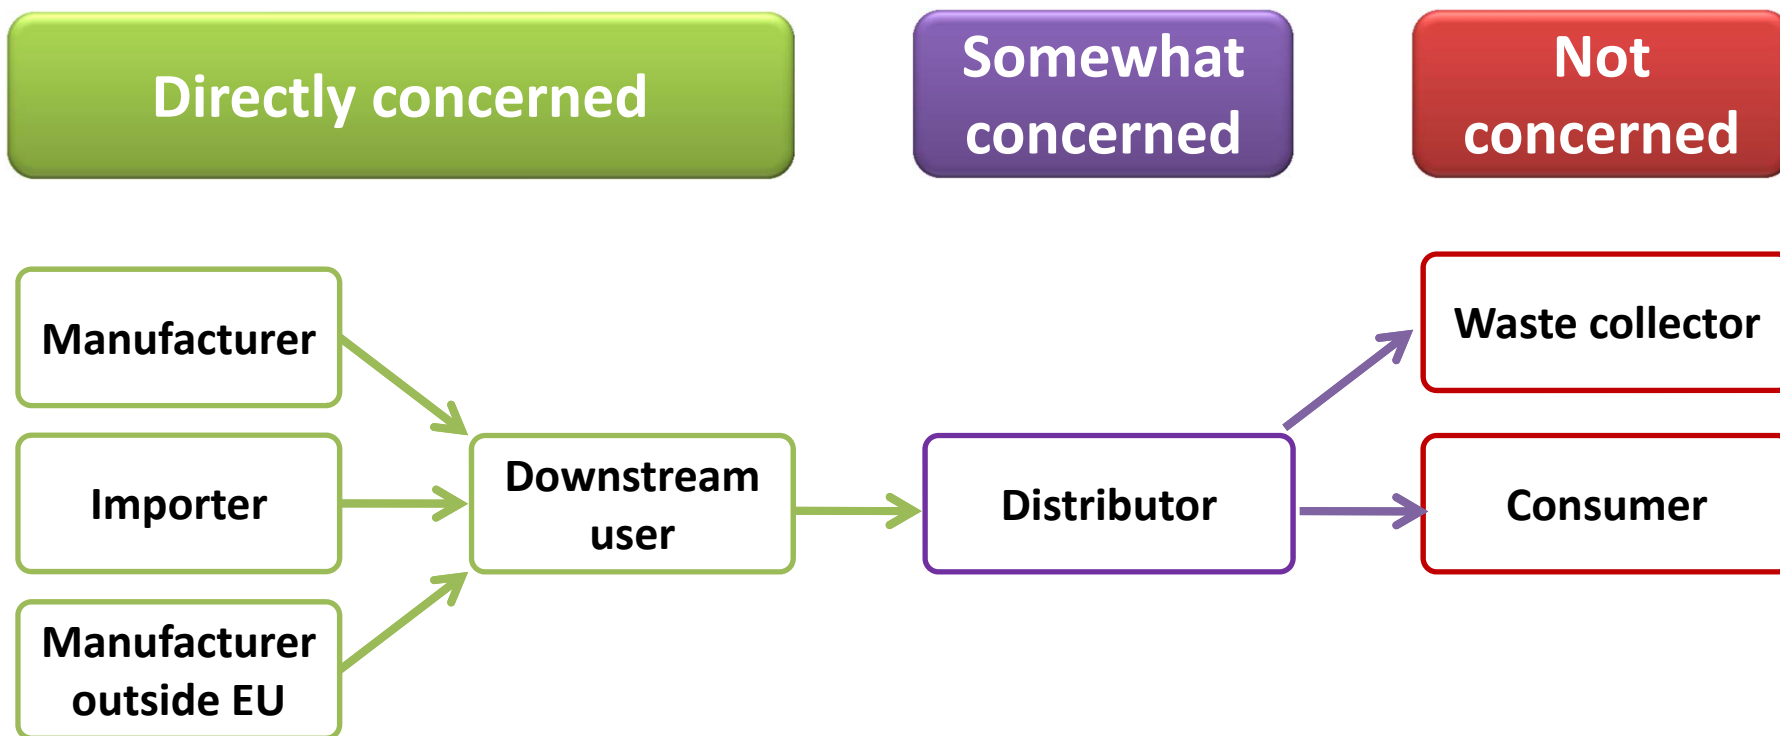 Directly concerned
Somewhat
concerned
Not
concerned
Manufacturer
Importer
Manufacturer
outside EU
Downstream
user
Distributor
Waste collector
Consumer